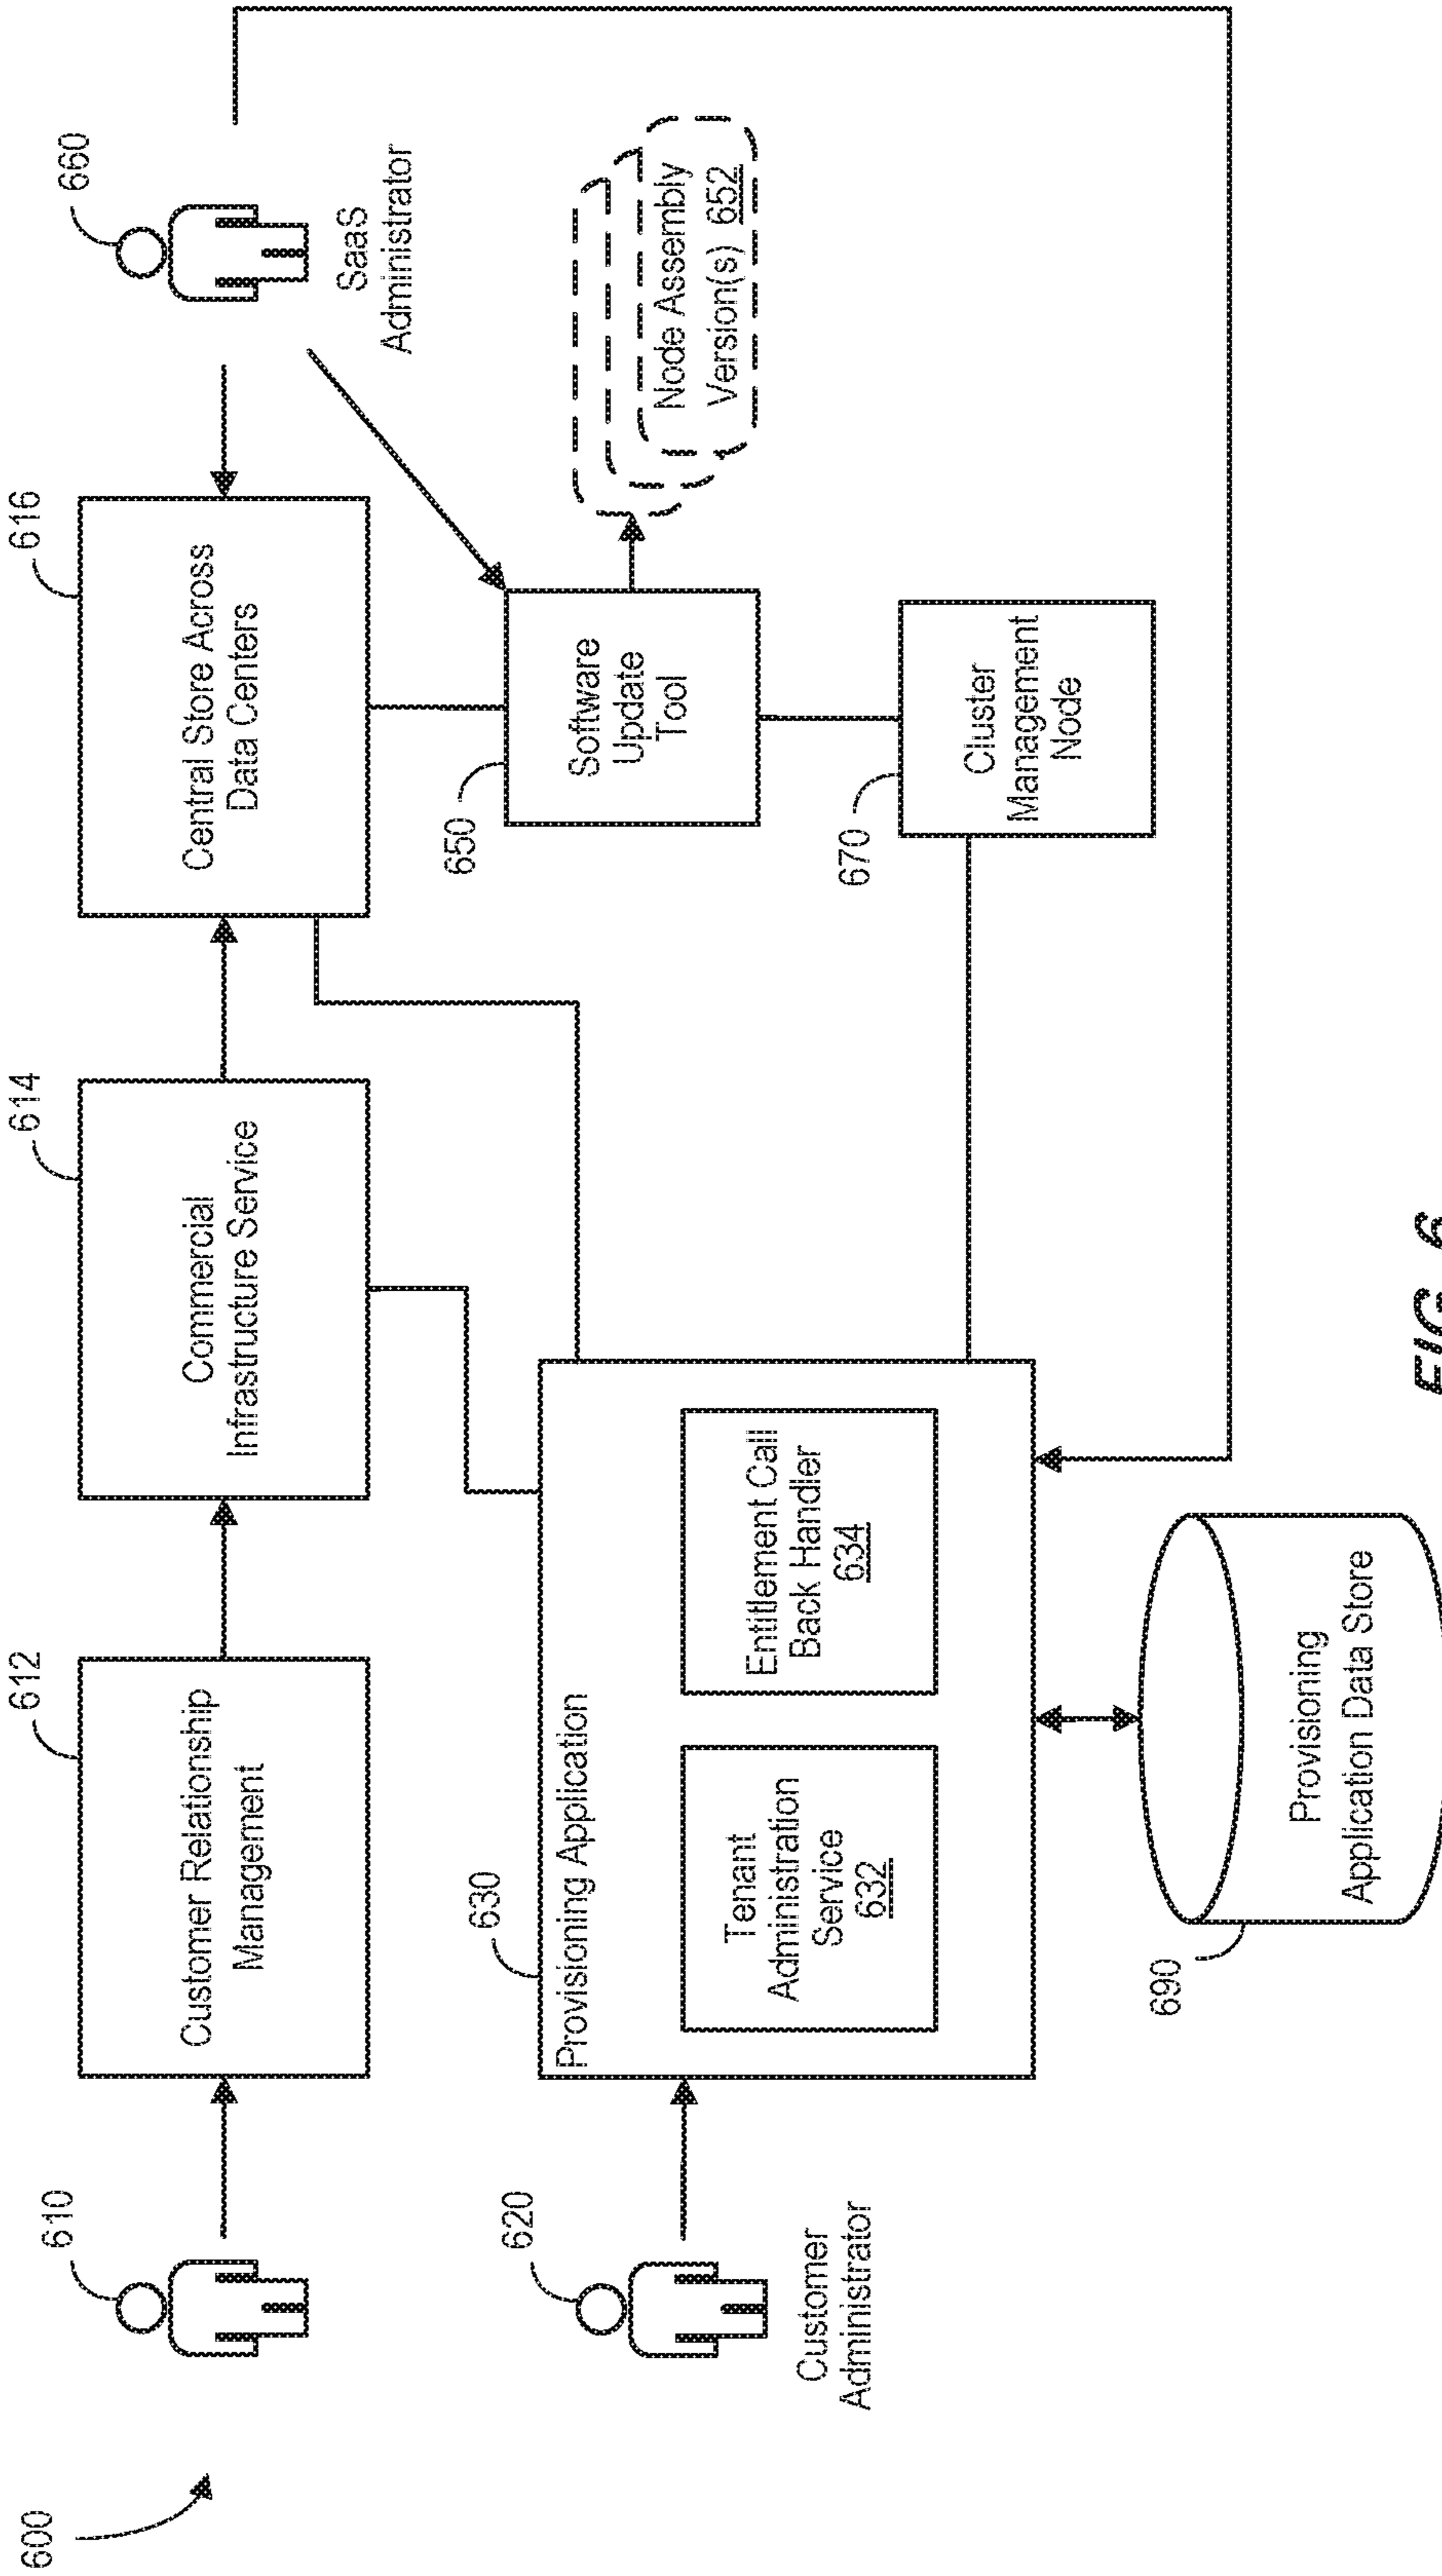 600
610
612
614
616
660
Customer Relationship
Management
Commercial
Infrastructure Service
Central Store Across
Data Centers
SaaS
Administrator
620
Customer
Administrator
630
Provisioning Application
Tenant
Administration
Service
632
Entitlement Call
Back Handler
634
650
Software
Update
Tool
Node Assembly
Version(s) 652
670
Cluster
Management
Node
690
Provisioning
Application Data Store
FIG. 6